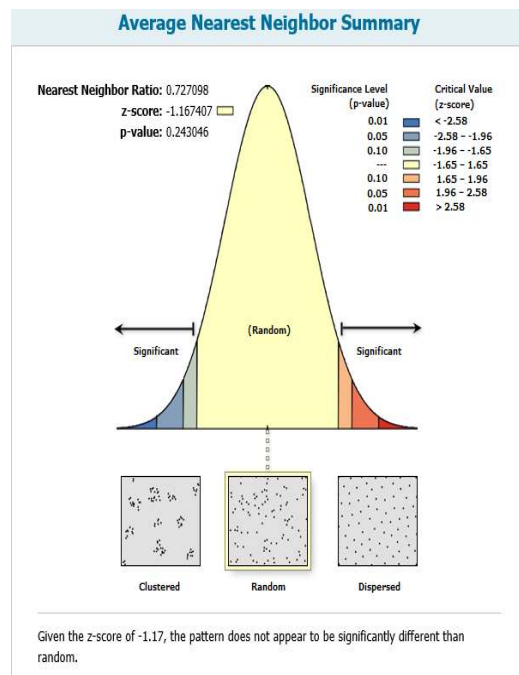 Average Nearest Neighbor Summary
Nearest Neighbor Ratio: 0.727098
z-score: -1.167407
p-value: 0.243046
Significance Level
(p-value)
Critical Value
(z-score)
0.01 < -2.58
0.05 -2.58 – -1.96
0.10 -1.96 – -1.65
--- -1.65 – 1.65
0.10 1.65 – 1.96
0.05 1.96 – 2.58
0.01 > 2.58
(Random)
Significant Significant
Clustered Random Dispersed
Given the z-score of -1.17, the pattern does not appear to be significantly different than
random.